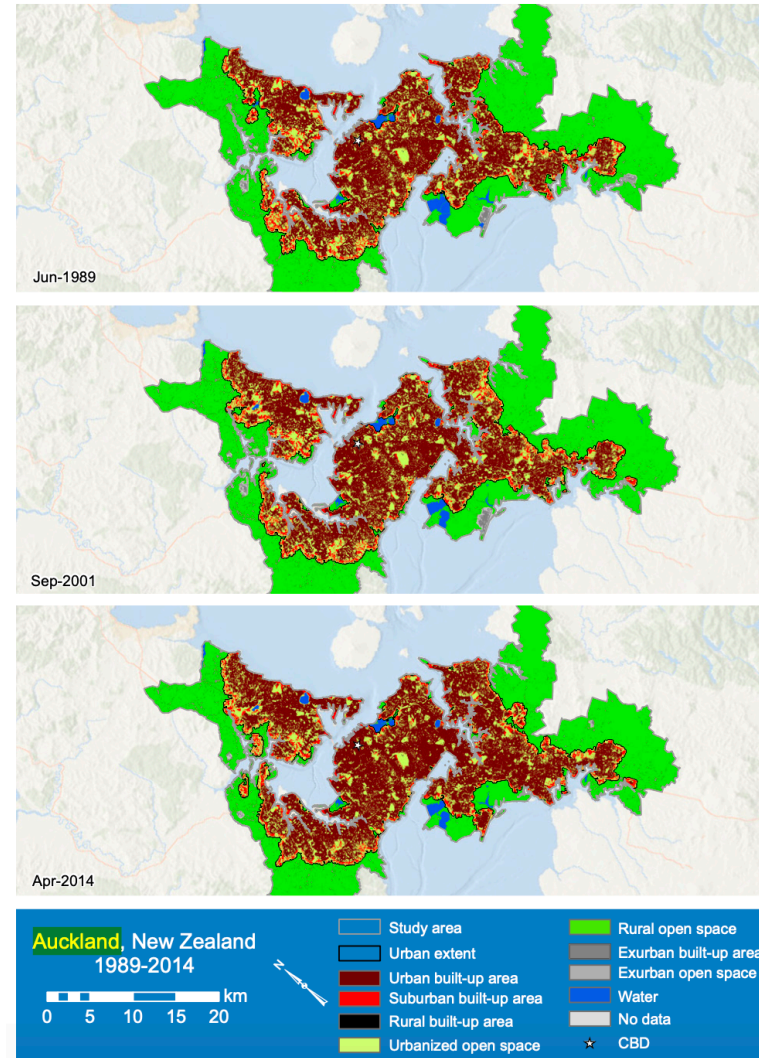 Jun-1989
Sep-2001
Apr-2014
Auckland, New Zealand
1989-2014
N
km
0 5 10 20
Study area
Urban extent
Urban built-up area
Suburban built-up area
Rural built-up area
Urbanized open space
Rural open space
Exurban built-up area
Exurban open space
Water
No data
CBD